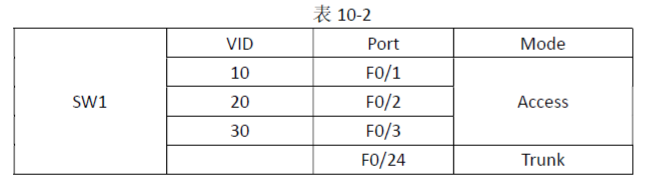 表 10-2
VID Port Mode
10 F0/1
SW1 20 F0/2 Access
30 F0/3
F0/24 Trunk